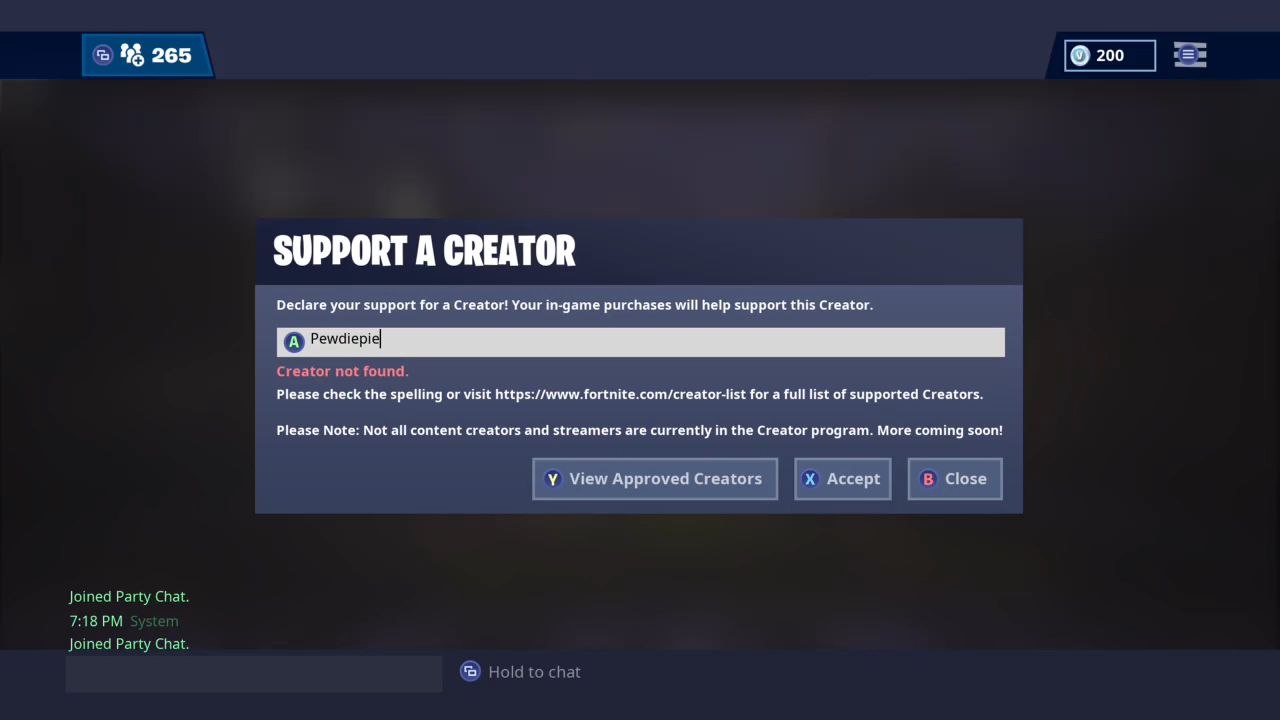 265
200
SUPPORT A CREATOR
Declare your support for a Creator! Your in-game purchases will help support this Creator.
A Pewdiepie
Creator not found.
Please check the spelling or visit https://www.fortnite.com/creator-list for a full list of supported Creators.
Please Note: Not all content creators and streamers are currently in the Creator program. More coming soon!
Y View Approved Creators
X Accept
B Close
Joined Party Chat.
7:18 PM System
Joined Party Chat.
Hold to chat